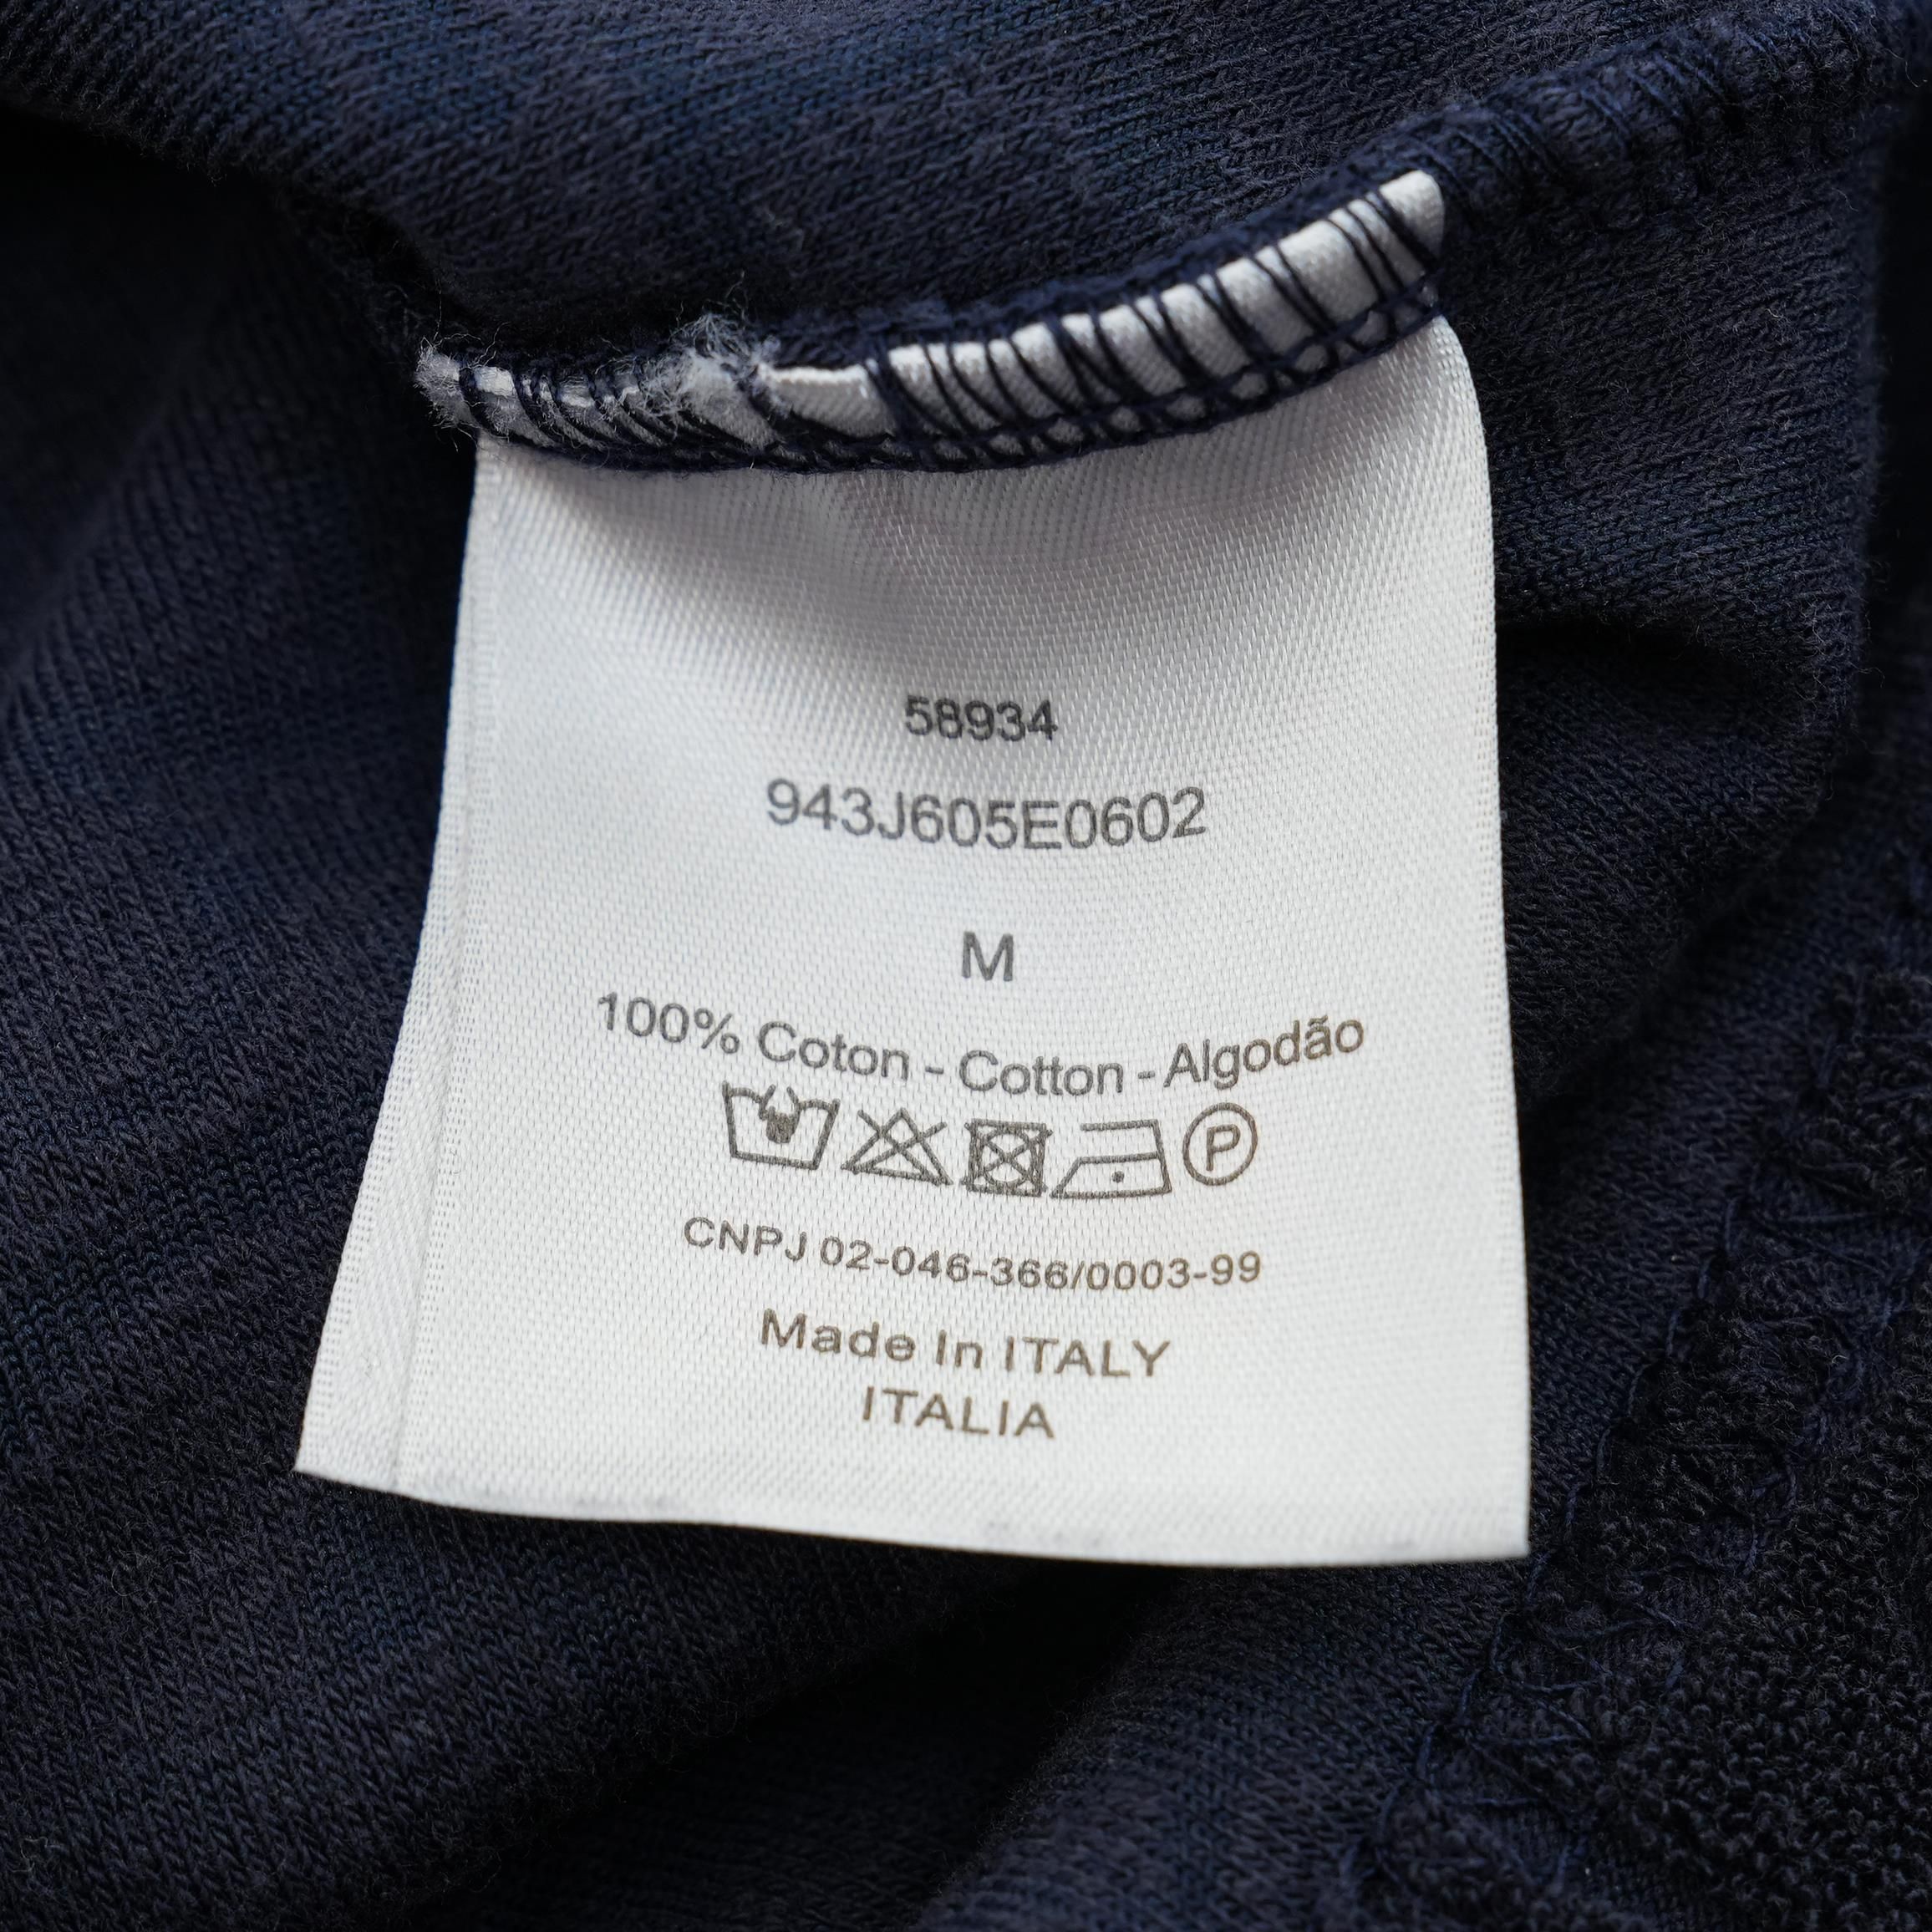 58934
943J605E0602
M
100% Coton - Cotton - Algodão
P
CNPJ 02-046-366/0003-99
Made In ITALY
ITALIA